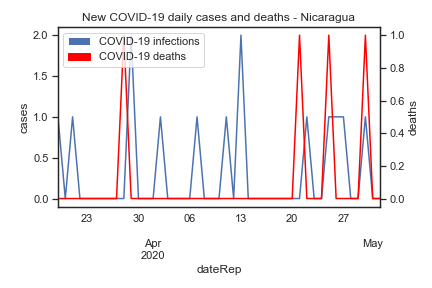 New COVID-19 daily cases and deaths - Nicaragua
COVID-19 infections
COVID-19 deaths
cases
2.0
1.5
1.0
0.5
0.0
deaths
1.0
0.8
0.6
0.4
0.2
0.0
23 30 06 13 20 27
Apr May
2020
dateRep